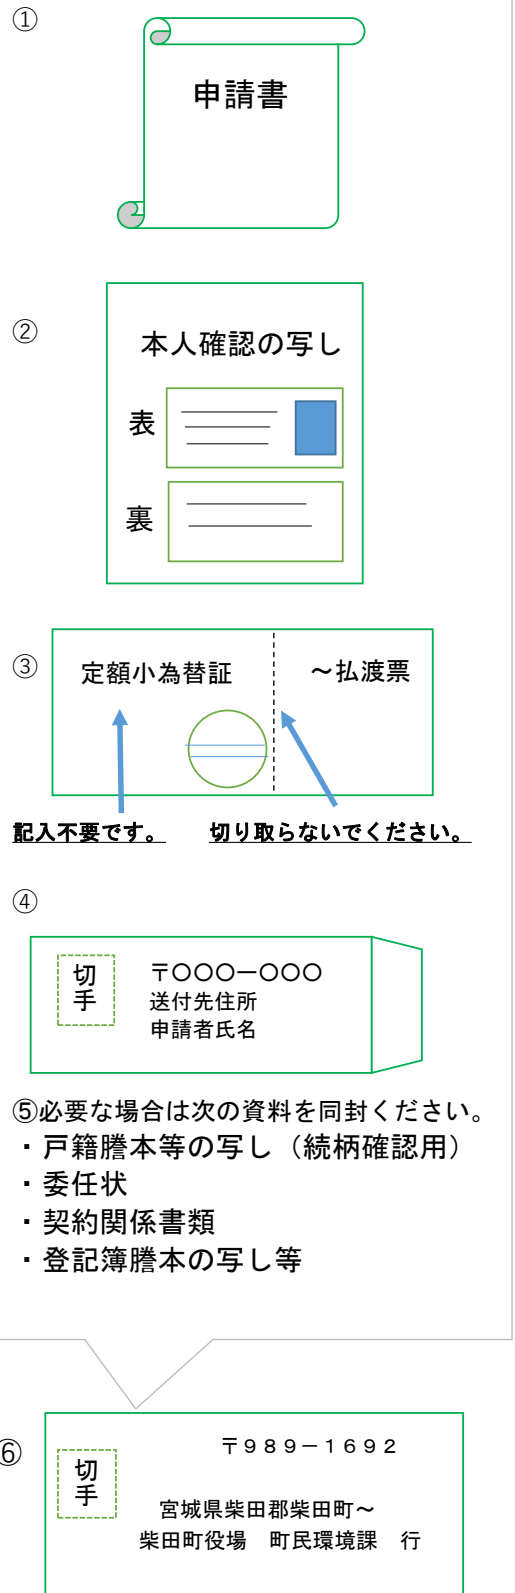 ①
申請書
②
本人確認の写し
表
裏
③
定額小為替証
～払渡票
記入不要です。
切り取らないでください。
④
切手
〒〇〇〇ー〇〇〇
送付先住所
申請者氏名
⑤必要な場合は次の資料を同封ください。
・戸籍謄本等の写し（続柄確認用）
・委任状
・契約関係書類
・登記簿謄本の写し等
⑥
切手
〒９８９－１６９２
宮城県柴田郡柴田町～
柴田町役場　町民環境課　行